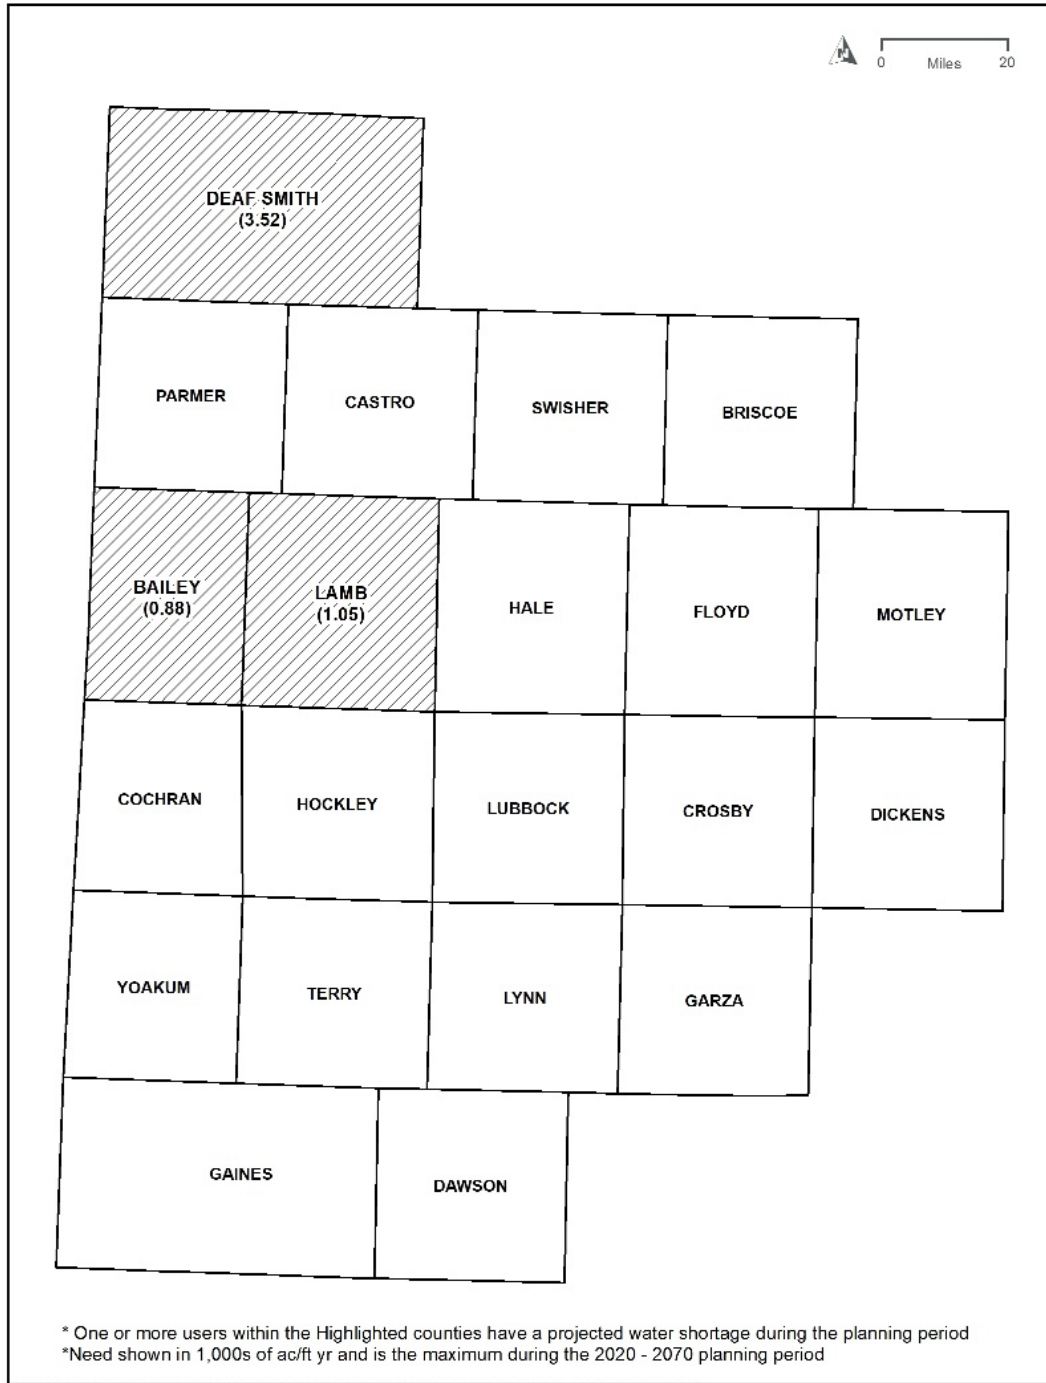 N
0 Miles 20
DEAF SMITH
(3.52)
PARMER
CASTRO
SWISHER
BRISCOE
BAILEY
(0.88)
LAMB
(1.05)
HALE
FLOYD
MOTLEY
COCHRAN
HOCKLEY
LUBBOCK
CROSBY
DICKENS
YOAKUM
TERRY
LYNN
GARZA
GAINES
DAWSON
* One or more users within the Highlighted counties have a projected water shortage during the planning period
*Need shown in 1,000s of ac/ft yr and is the maximum during the 2020 - 2070 planning period